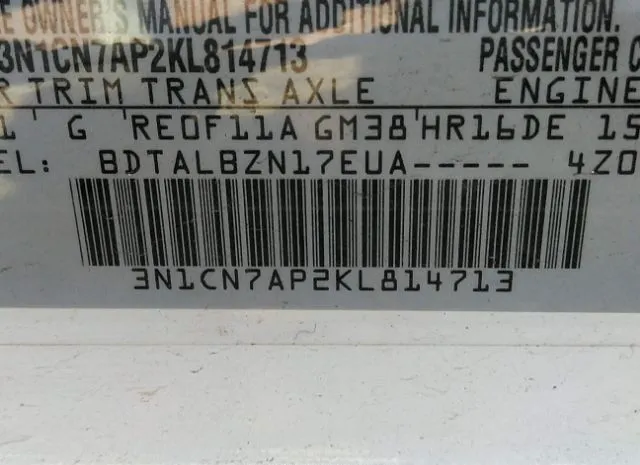 OWNER'S MANUAL FOR ADDITIONAL INFORMATION.
3N1CN7AP2KL814713 PASSENGER C
R TRIM TRANS AXLE ENGINE
1 G RE0F11A GM38 HR16DE 15
EL: BDTALBZN17EUA----- 4Z0
3N1CN7AP2KL814713